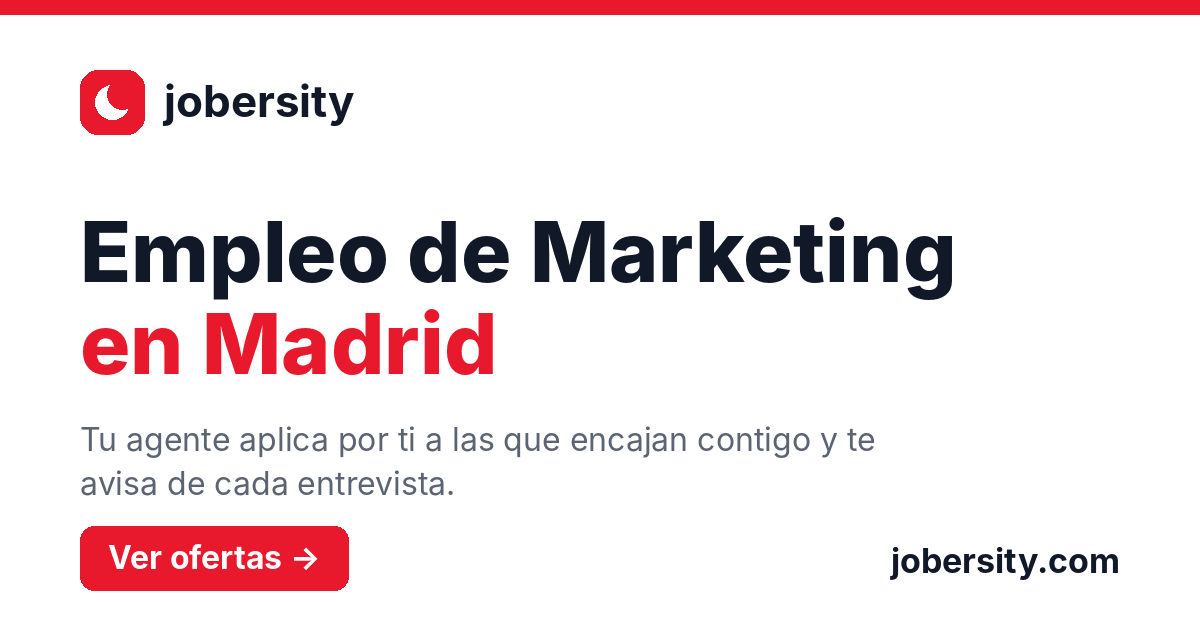 jobersity
Empleo de Marketing
en Madrid
Tu agente aplica por ti a las que encajan contigo y te
avisa de cada entrevista.
Ver ofertas →
jobersity.com